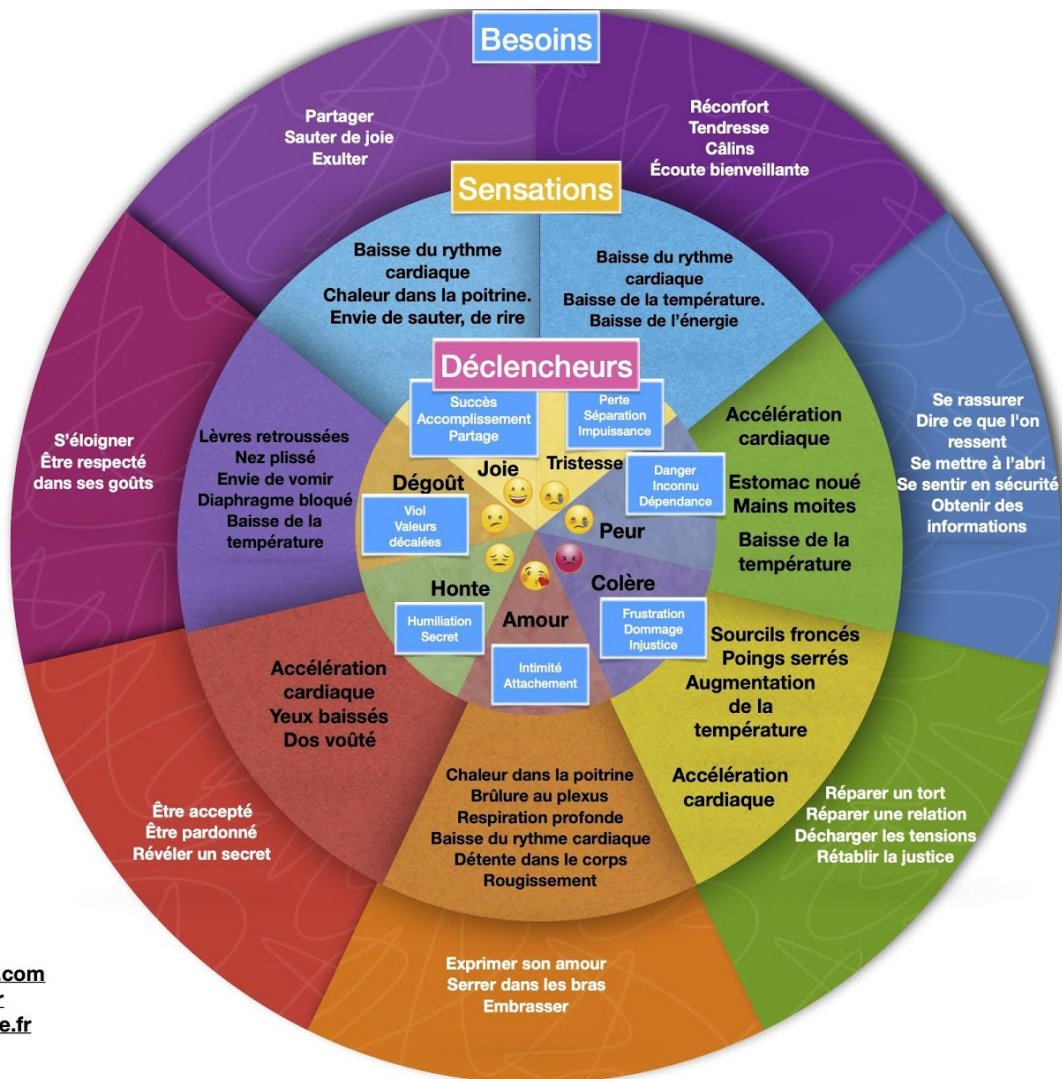 Besoins
Partager
Sauter de joie
Exulter
Réconfort
Tendresse
Câlins
Écoute bienveillante
Se rassurer
Dire ce que l'on
ressent
Se mettre à l'abri
Se sentir en sécurité
Obtenir des
informations
Réparer un tort
Réparer une relation
Décharger les tensions
Rétablir la justice
Exprimer son amour
Serrer dans les bras
Embrasser
Être accepté
Être pardonné
Révéler un secret
S'éloigner
Être respecté
dans ses goûts
Sensations
Baisse du rythme
cardiaque
Chaleur dans la poitrine.
Envie de sauter, de rire
Baisse du rythme
cardiaque
Baisse de la température.
Baisse de l'énergie
Accélération
cardiaque
Estomac noué
Mains moites
Baisse de la
température
Sourcils froncés
Poings serrés
Augmentation
de la
température
Accélération
cardiaque
Chaleur dans la poitrine
Brûlure au plexus
Respiration profonde
Baisse du rythme cardiaque
Détente dans le corps
Rougissement
Accélération
cardiaque
Yeux baissés
Dos voûté
Lèvres retroussées
Nez plissé
Envie de vomir
Diaphragme bloqué
Baisse de la
température
Déclencheurs
Succès
Accomplissement
Partage
Joie
Perte
Séparation
Impuissance
Tristesse
Danger
Inconnu
Dépendance
Peur
Colère
Frustration
Dommage
Injustice
Amour
Intimité
Attachement
Honte
Humiliation
Secret
Dégoût
Viol
Valeurs
décalées
.com
r
e.fr